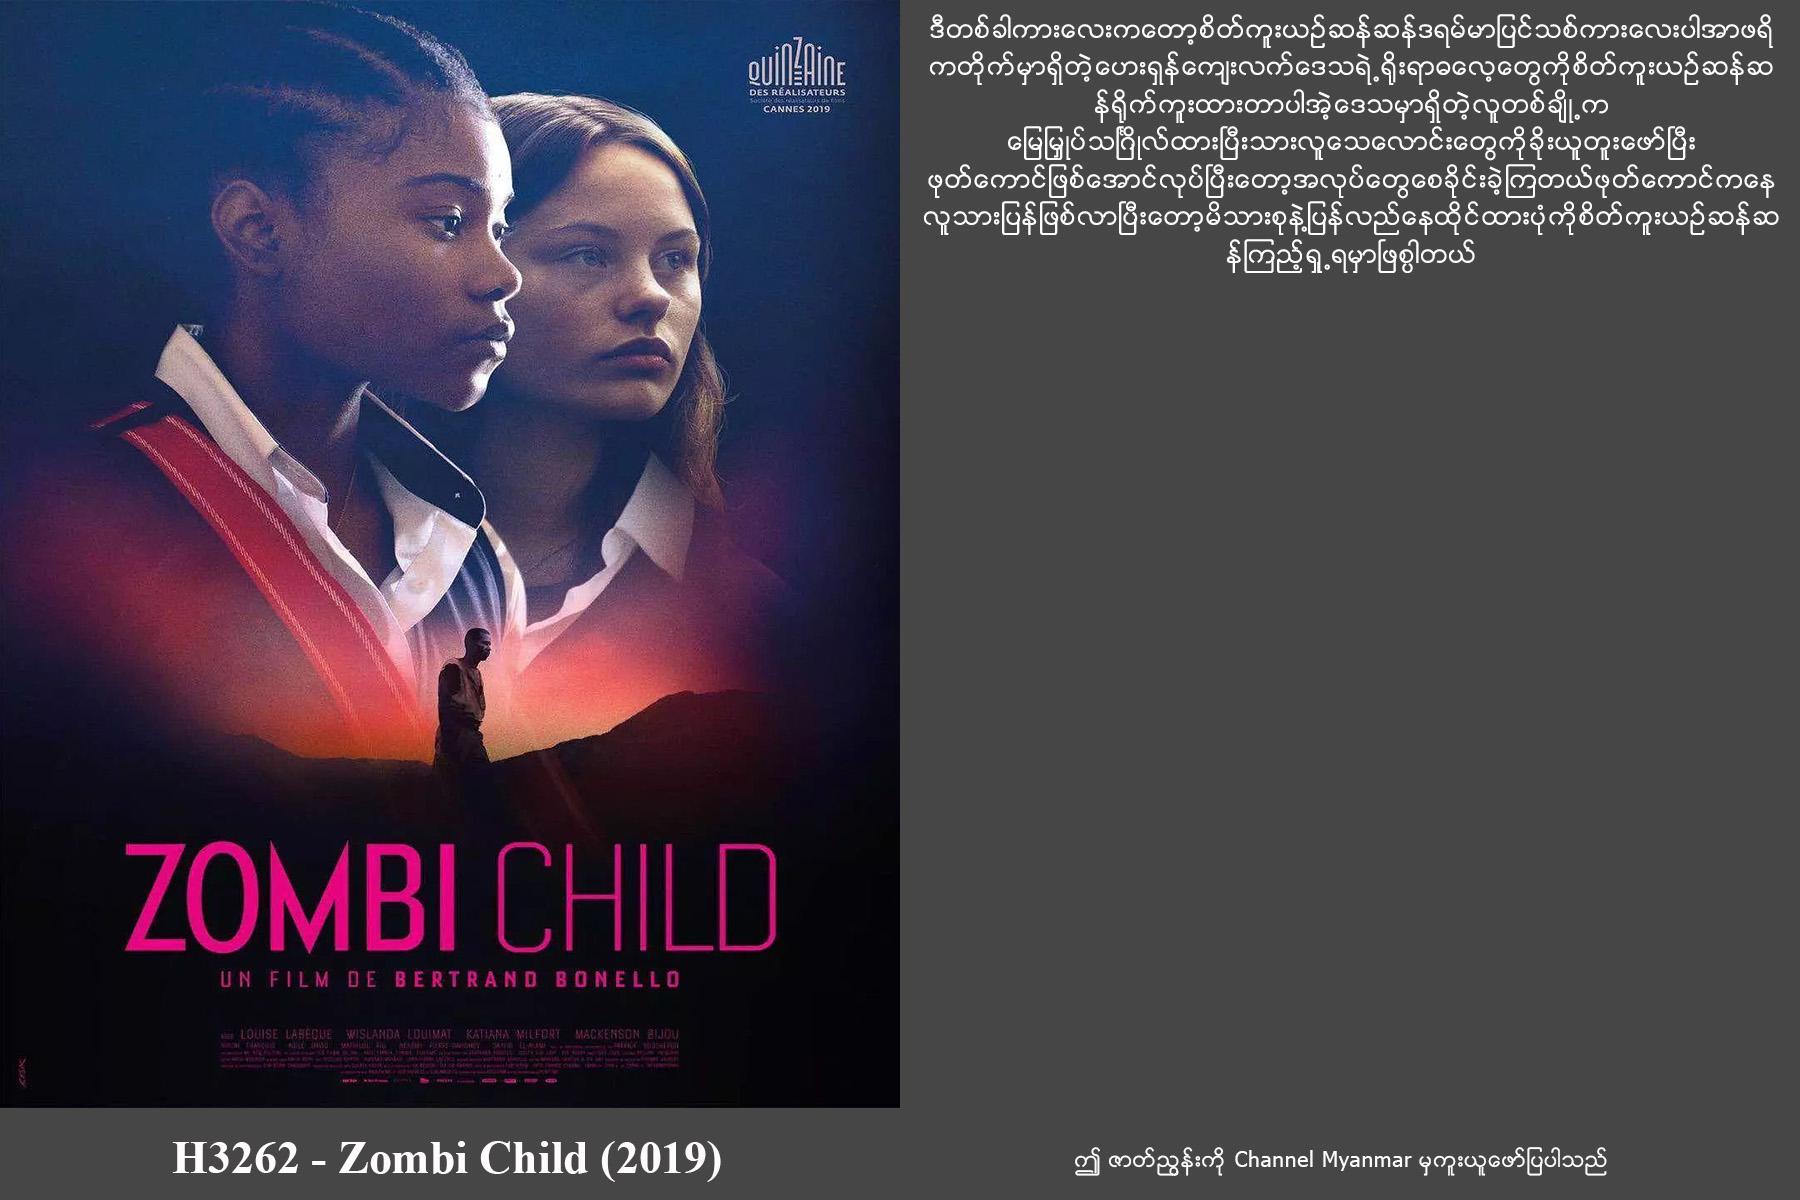 QUINZAINE
DES RÉALISATEURS
Société des réalisateurs de films
CANNES 2019
ZOMBI CHILD
UN FILM DE BERTRAND BONELLO
AVEC LOUISE LABEQUE WISLANDA LOUIMAT KATIANA MILFORT MACKENSON BIJOU
H3262 - Zombi Child (2019)
ဒီတစ်ခါကားလေးကတော့စိတ်ကူးယဉ်ဆန်ဆန်ဒရမ်မာပြင်သစ်ကားလေးပါအာဖရိ
ကတိုက်မှာရှိတဲ့ဟေးရှန်ကျေးလက်ဒေသရဲ့ရိုးရာဓလေ့တွေကိုစိတ်ကူးယဉ်ဆန်ဆ
န်ရိုက်ကူးထားတာပါအဲ့ဒေသမှာရှိတဲ့လူတစ်ချို့က
မြေမြှုပ်သင်္ဂြိုလ်ထားပြီးသားလူသေလောင်းတွေကိုခိုးယူတူးဖော်ပြီး
ဖုတ်ကောင်ဖြစ်အောင်လုပ်ပြီးတော့အလုပ်တွေစေခိုင်းခဲ့ကြတယ်ဖုတ်ကောင်ကနေ
လူသားပြန်ဖြစ်လာပြီးတော့မိသားစုနဲ့ပြန်လည်နေထိုင်ထားပုံကိုစိတ်ကူးယဉ်ဆန်ဆ
န်ကြည့်ရှု့ရမှာဖြစ္ပါတယ်
ဤ ဇာတ်ညွှန်းကို Channel Myanmar မှကူးယူဖော်ပြပါသည်